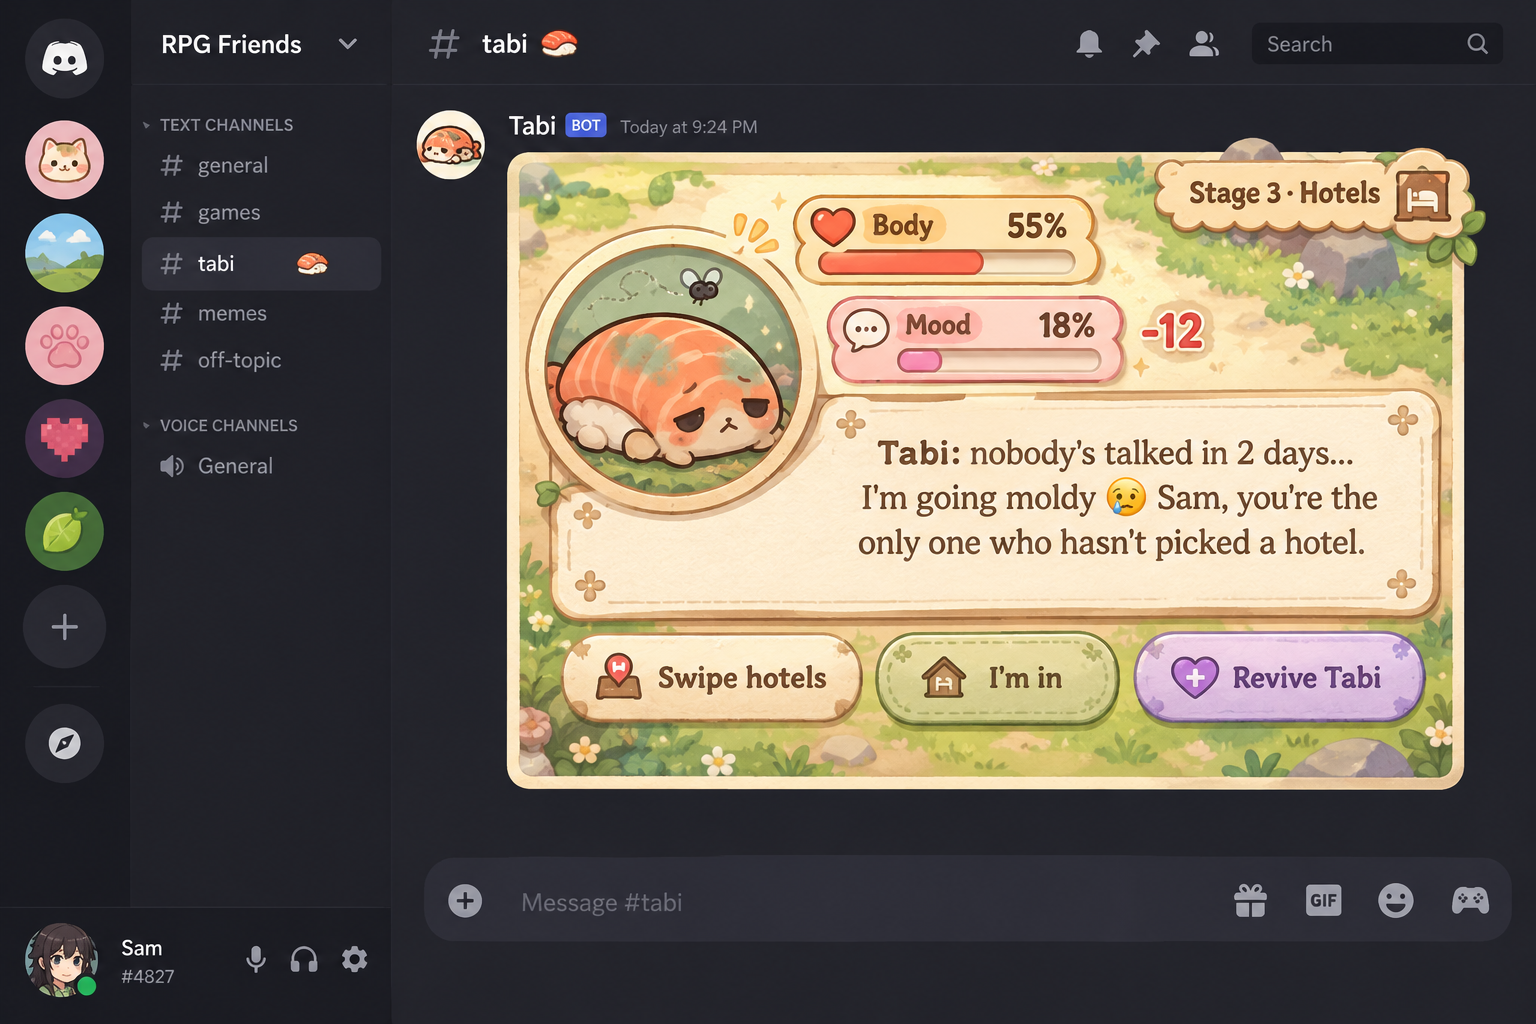 RPG Friends
TEXT CHANNELS
# general
# games
# tabi
# memes
# off-topic
VOICE CHANNELS
General
Sam
#4827
# tabi
Search
Tabi BOT Today at 9:24 PM
Stage 3 · Hotels
Body 55%
Mood 18%
-12
Tabi: nobody's talked in 2 days...
I'm going moldy 😢 Sam, you're the
only one who hasn't picked a hotel.
Swipe hotels
I'm in
Revive Tabi
Message #tabi
GIF